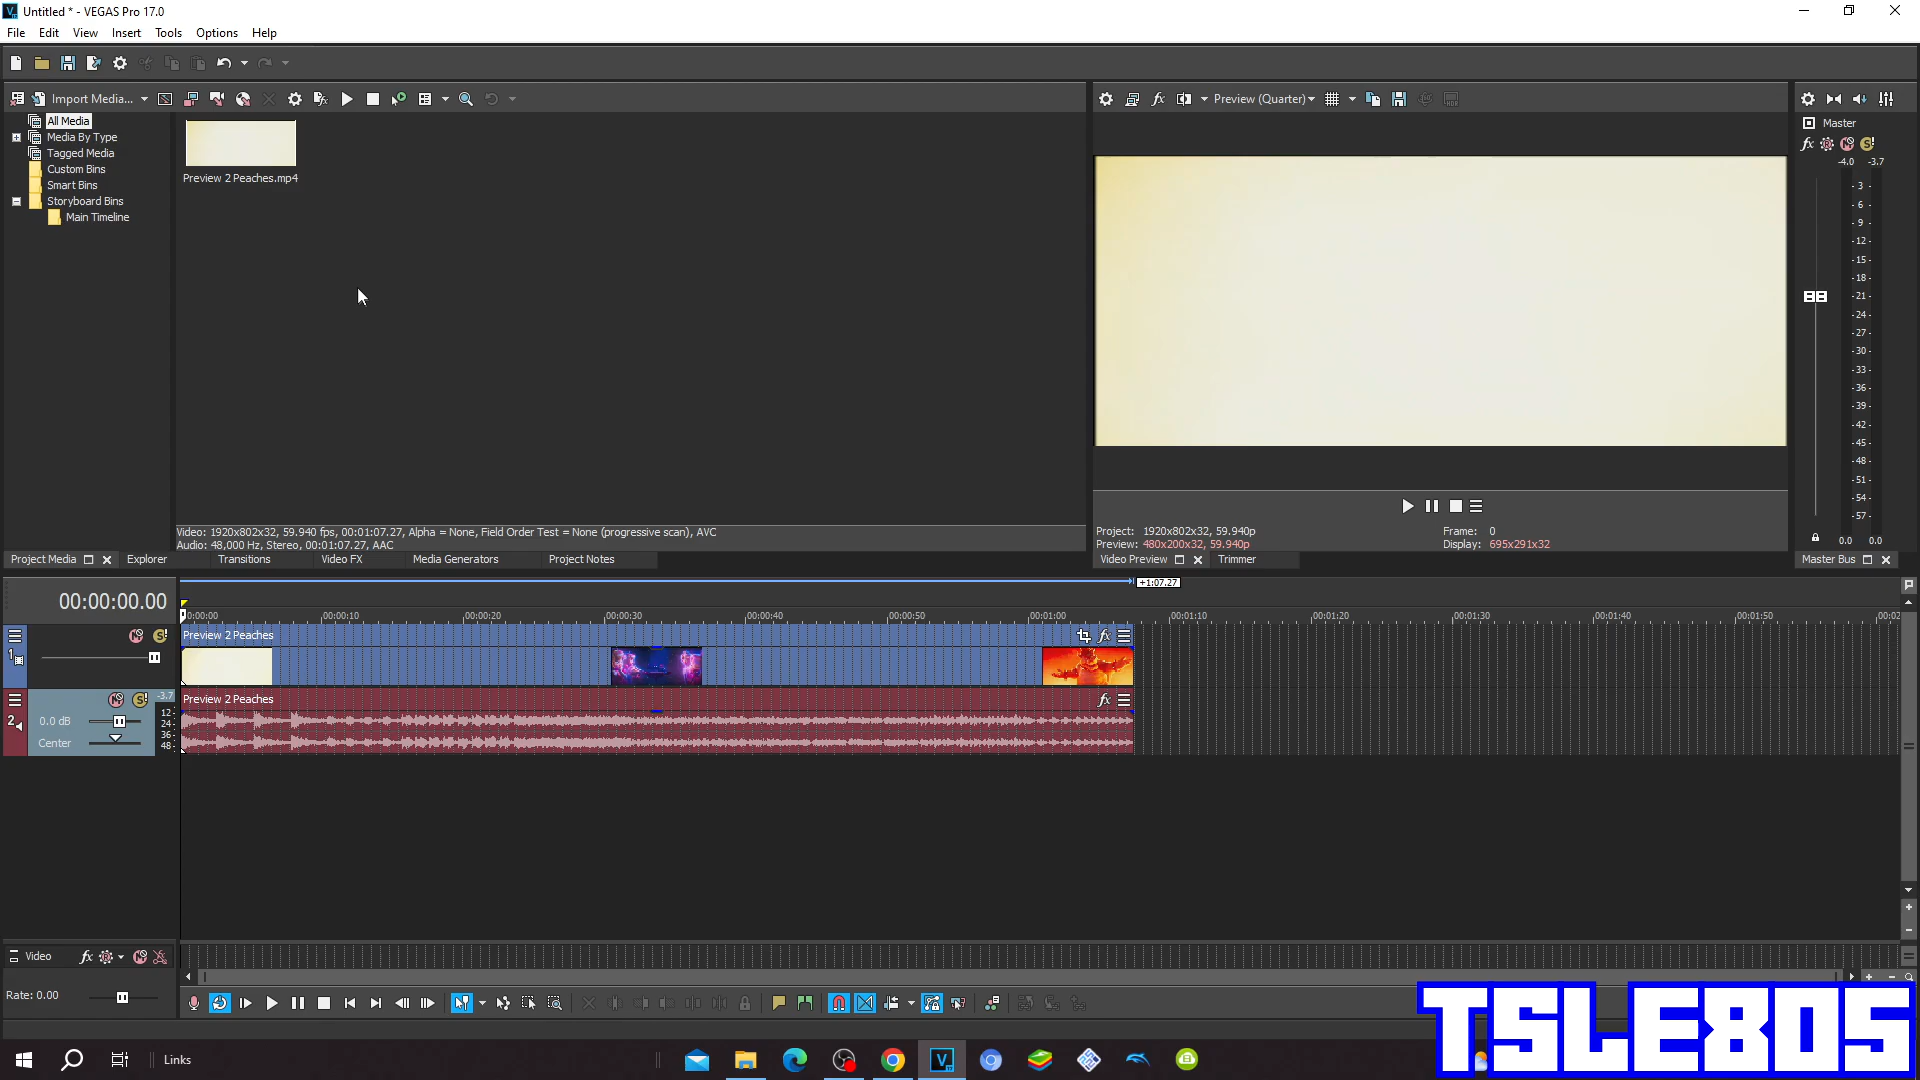 Untitled * - VEGAS Pro 17.0
File Edit View Insert Tools Options Help
Import Media...
Preview (Quarter)
All Media
Media By Type
Tagged Media
Custom Bins
Smart Bins
Storyboard Bins
Main Timeline
Preview 2 Peaches.mp4
Master
-4.0 -3.7
- 3 -
- 6 -
- 9 -
- 12 -
- 15 -
- 18 -
- 21 -
- 24 -
- 27 -
- 30 -
- 33 -
- 36 -
- 39 -
- 42 -
- 45 -
- 48 -
- 51 -
- 54 -
- 57 -
0.0 0.0
Video: 1920x802x32, 59.940 fps, 00:01:07.27, Alpha = None, Field Order Test = None (progressive scan), AVC
Audio: 48,000 Hz, Stereo, 00:01:07.27, AAC
Project: 1920x802x32, 59.940p
Preview: 480x200x32, 59.940p
Frame: 0
Display: 695x291x32
Project Media Explorer Transitions Video FX Media Generators Project Notes
Video Preview Trimmer
Master Bus
+1:07.27
00:00:00.00
0:00:00 00:00:10 00:00:20 00:00:30 00:00:40 00:00:50 00:01:00 00:01:10 00:01:20 00:01:30 00:01:40 00:01:50 00:02
1
Preview 2 Peaches
fx
2
-3.7
Preview 2 Peaches
fx
0.0 dB
Center
12-
24-
36-
48-
Video fx
Rate: 0.00
Links
TSLE805